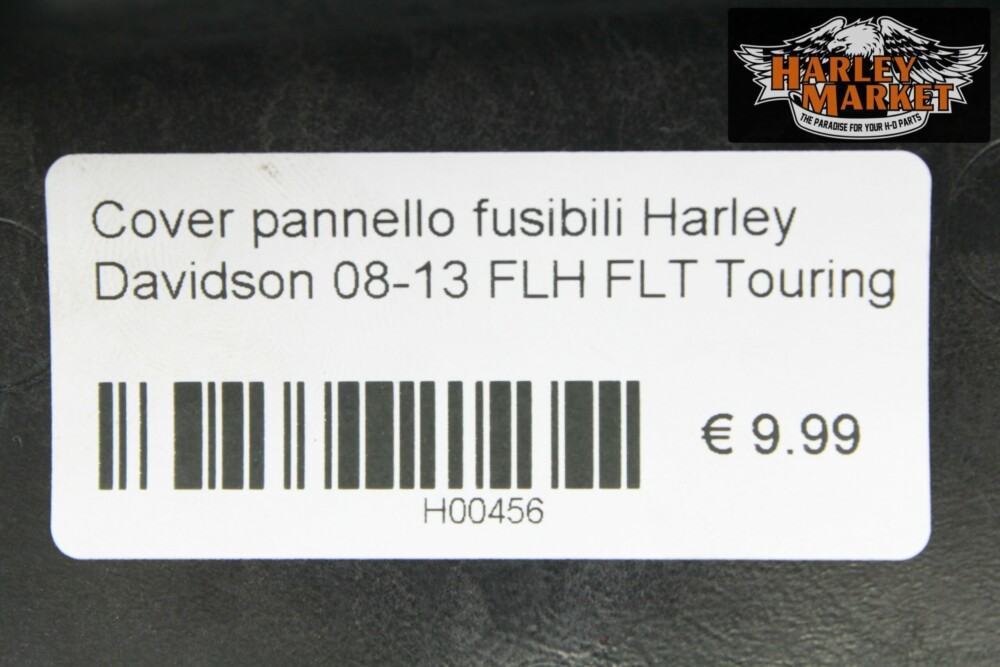 HARLEY
MARKET
THE PARADISE FOR YOUR H-D PARTS
Cover pannello fusibili Harley
Davidson 08-13 FLH FLT Touring
€ 9.99
H00456